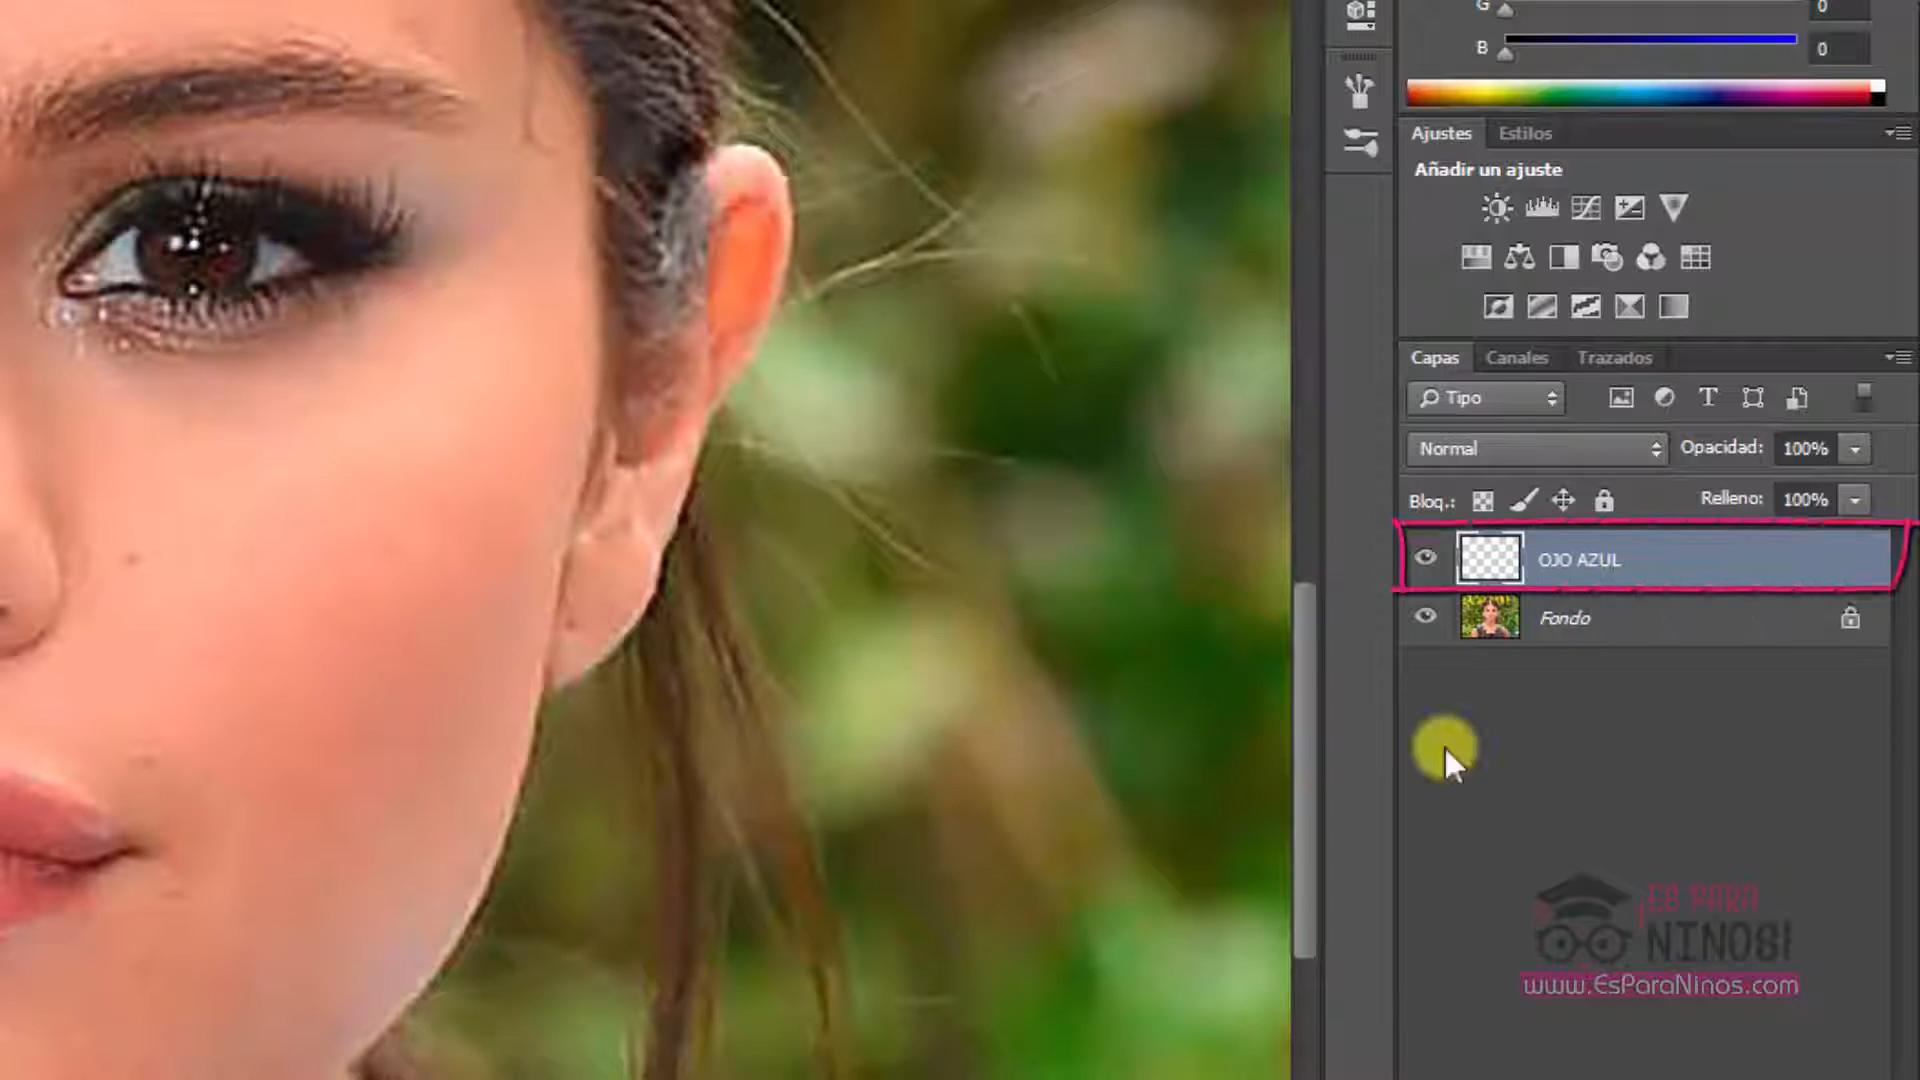 G 0
B 0
Ajustes Estilos
Añadir un ajuste
Capas Canales Trazados
Tipo T
Normal Opacidad: 100%
Bloq.: Relleno: 100%
OJO AZUL
Fondo
ES PARA
NINOS!
www.EsParaNinos.com